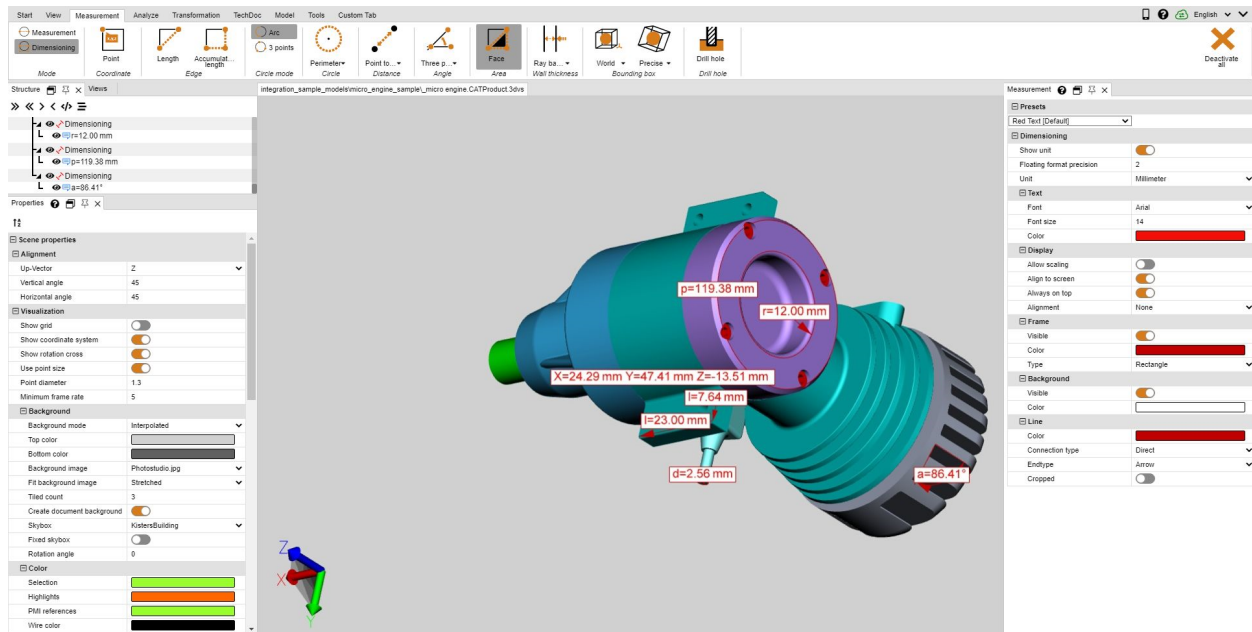 Start View Measurement Analyze Transformation TechDoc Model Tools Custom Tab English
Measurement
Dimensioning
Mode
Point
Coordinate
Length
Accumulat... length
Edge
Arc
3 points
Circle mode
Perimeter
Circle
Point to...
Distance
Three p...
Angle
Face
Area
Ray ba...
Wall thickness
World
Precise
Bounding box
Drill hole
Drill hole
Deactivate all
Structure Views
Dimensioning
r=12.00 mm
Dimensioning
p=119.38 mm
Dimensioning
a=86.41°
Properties
Scene properties
Alignment
Up-Vector Z
Vertical angle 45
Horizontal angle 45
Visualization
Show grid
Show coordinate system
Show rotation cross
Use point size
Point diameter 1.3
Minimum frame rate 5
Background
Background mode Interpolated
Top color
Bottom color
Background image Photostudio.jpg
Fit background image Stretched
Tiled count 3
Create document background
Skybox KistersBuilding
Fixed skybox
Rotation angle 0
Color
Selection
Highlights
PMI references
Wire color
integration_sample_models\micro_engine_sample\_micro engine.CATProduct.3dvs
p=119.38 mm
r=12.00 mm
X=24.29 mm Y=47.41 mm Z=-13.51 mm
l=7.64 mm
l=23.00 mm
d=2.56 mm
a=86.41°
Z
X
Y
Measurement
Presets
Red Text [Default]
Dimensioning
Show unit
Floating format precision 2
Unit Millimeter
Text
Font Arial
Font size 14
Color
Display
Allow scaling
Align to screen
Always on top
Alignment None
Frame
Visible
Color
Type Rectangle
Background
Visible
Color
Line
Color
Connection type Direct
Endtype Arrow
Cropped